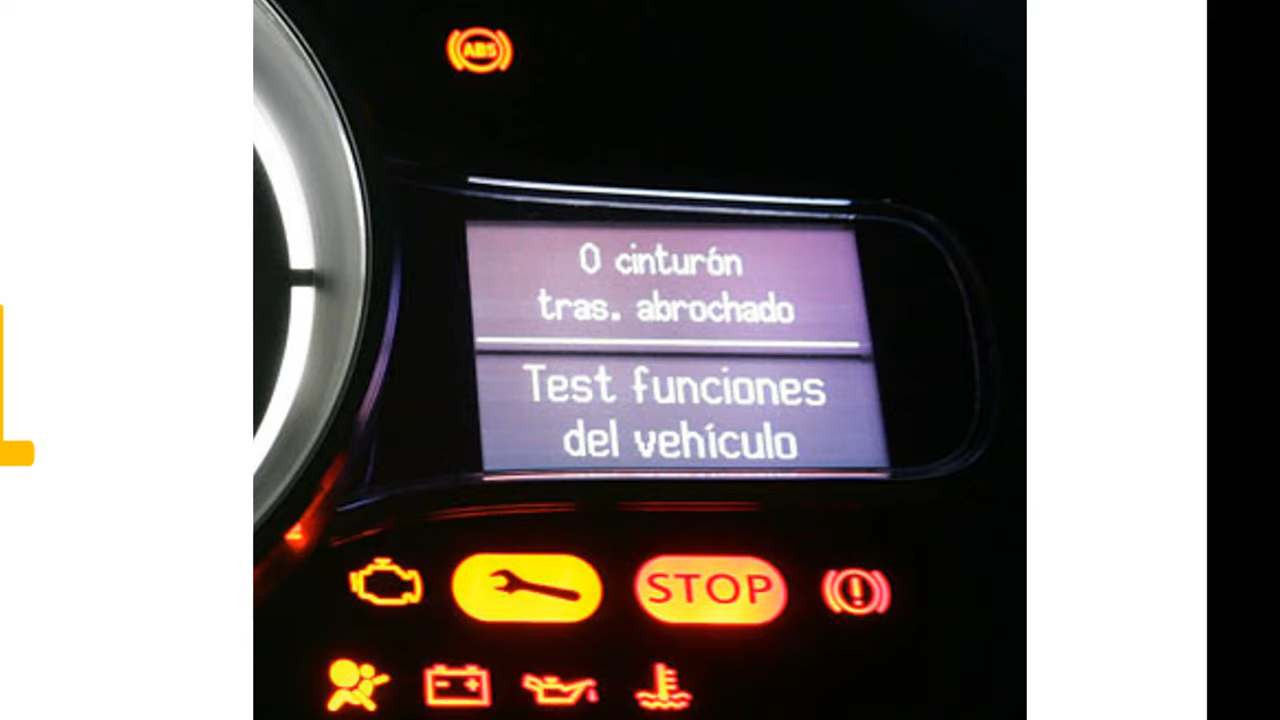 ABS
0 cinturón
tras. abrochado
Test funciones
del vehículo
STOP